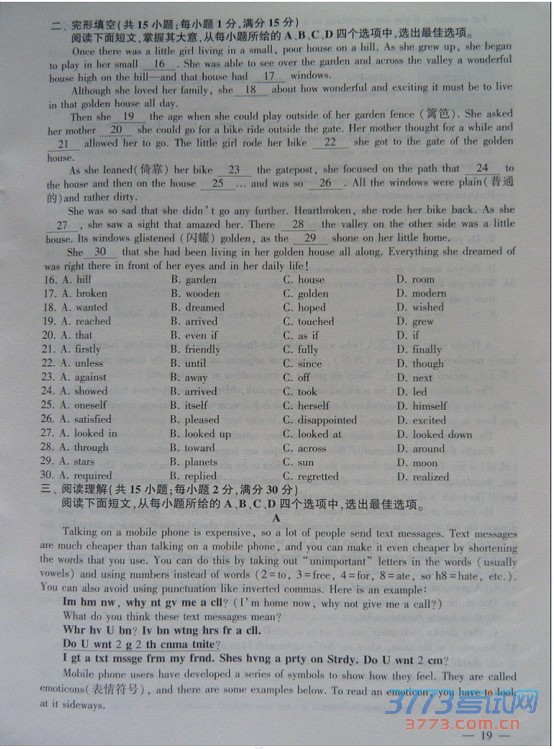 二、完形填空(共 15 小题;每小题 1 分,满分 15 分)
阅读下面短文,掌握其大意,从每小题所给的 A、B、C、D 四个选项中,选出最佳选项。
Once there was a little girl living in a small, poor house on a hill. As she grew up, she began
to play in her small 16 . She was able to see over the garden and across the valley a wonderful
house high on the hill—and that house had 17 windows.
Although she loved her family, she 18 about how wonderful and exciting it must be to live
in that golden house all day.
Then she 19 the age when she could play outside of her garden fence (篱笆). She asked
her mother 20 she could go for a bike ride outside the gate. Her mother thought for a while and
21 allowed her to go. The little girl rode her bike 22 she got to the gate of the golden
house.
As she leaned(倚靠) her bike 23 the gatepost, she focused on the path that 24 to
the house and then on the house 25 ... and was so 26 . All the windows were plain(普通
的)and rather dirty.
She was so sad that she didn't go any further. Heartbroken, she rode her bike back. As she
27 , she saw a sight that amazed her. There 28 the valley on the other side was a little
house. Its windows glistened (闪耀) golden, as the 29 shone on her little home.
She 30 that she had been living in her golden house all along. Everything she dreamed of
was right there in front of her eyes and in her daily life!
16. A. hill B. garden C. house D. room
17. A. broken B. wooden C. golden D. modern
18. A. wanted B. dreamed C. hoped D. wished
19. A. reached B. arrived C. touched D. grew
20. A. that B. even if C. as if D. if
21. A. firstly B. friendly C. fully D. finally
22. A. unless B. until C. since D. though
23. A. against B. away C. off D. next
24. A. showed B. arrived C. took D. led
25. A. oneself B. itself C. herself D. himself
26. A. satisfied B. pleased C. disappointed D. excited
27. A. looked in B. looked up C. looked at D. looked down
28. A. through B. toward C. across D. around
29. A. stars B. planets C. sun D. moon
30. A. required B. replied C. regretted D. realized
三、阅读理解(共 15 小题;每小题 2 分,满分 30 分)
阅读下面短文,从每小题所给的 A、B、C、D 四个选项中,选出最佳选项。
A
Talking on a mobile phone is expensive, so a lot of people send text messages. Text messages
are much cheaper than talking on a mobile phone, and you can make it even cheaper by shortening
the words that you use. You can do this by taking out "unimportant" letters in the words (usually
vowels) and using numbers instead of words (2=to, 3=free, 4=for, 8=ate, so h8=hate, etc.).
You can also avoid using punctuation like inverted commas. Here is an example:
Im hm nw, why nt gv me a cll? (I'm home now, why not give me a call?)
What do you think these text messages mean?
Whr hv U bn? Iv bn wtng hrs fr a cll.
Do U wnt 2 g 2 th cnma tnite?
I gt a txt mssge frm my frnd. Shes hvng a prty on Strdy. Do U wnt 2 cm?
Mobile phone users have developed a series of symbols to show how they feel. They are called
emoticons(表情符号), and there are some examples below. To read an emoticon, you have to look
at it sideways.
3773考试网
3773.com.cn
— 19 —